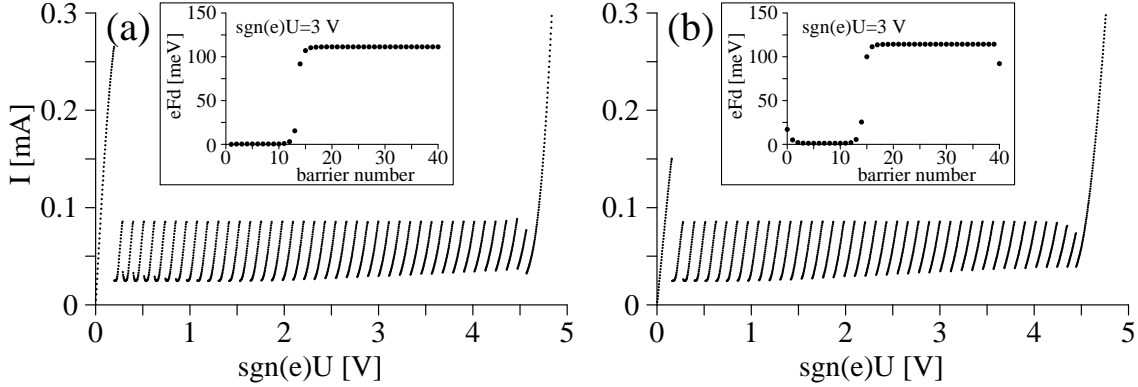 (a)
sgn(e)U=3 V
eFd [meV]
150
100
50
0
0 10 20 30 40
barrier number
I [mA]
0.3
0.2
0.1
0
0 1 2 3 4 5
sgn(e)U [V]
(b)
sgn(e)U=3 V
eFd [meV]
150
100
50
0
0 10 20 30 40
barrier number
0.3
0.2
0.1
0
0 1 2 3 4 5
sgn(e)U [V]